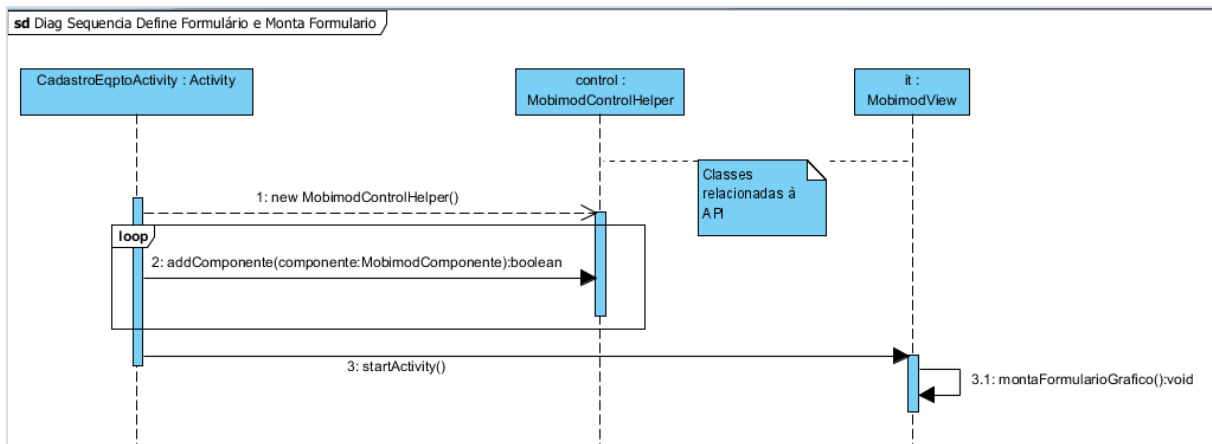 sd Diag Sequencia Define Formulário e Monta Formulario
CadastroEqptoActivity : Activity
control :
MobimodControlHelper
it :
MobimodView
Classes
relacionadas à
API
1: new MobimodControlHelper()
loop
2: addComponente(componente:MobimodComponente):boolean
3: startActivity()
3.1: montaFormularioGrafico():void